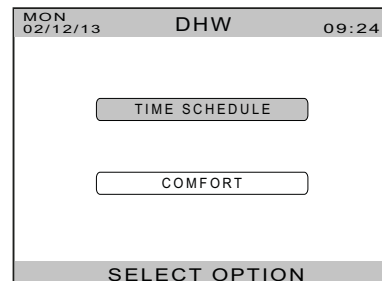 MON
02/12/13 DHW 09:24
TIME SCHEDULE
COMFORT
SELECT OPTION